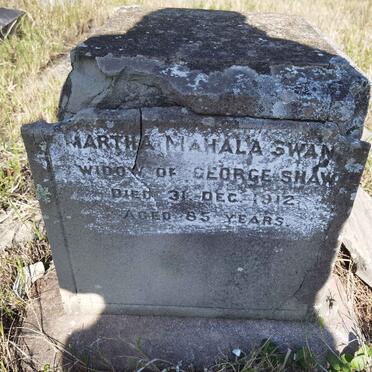 MARTHA MAHALA SWAN
WIDOW OF GEORGE SHAW
DIED 31 DEC. 1912.
AGED 85 YEARS.